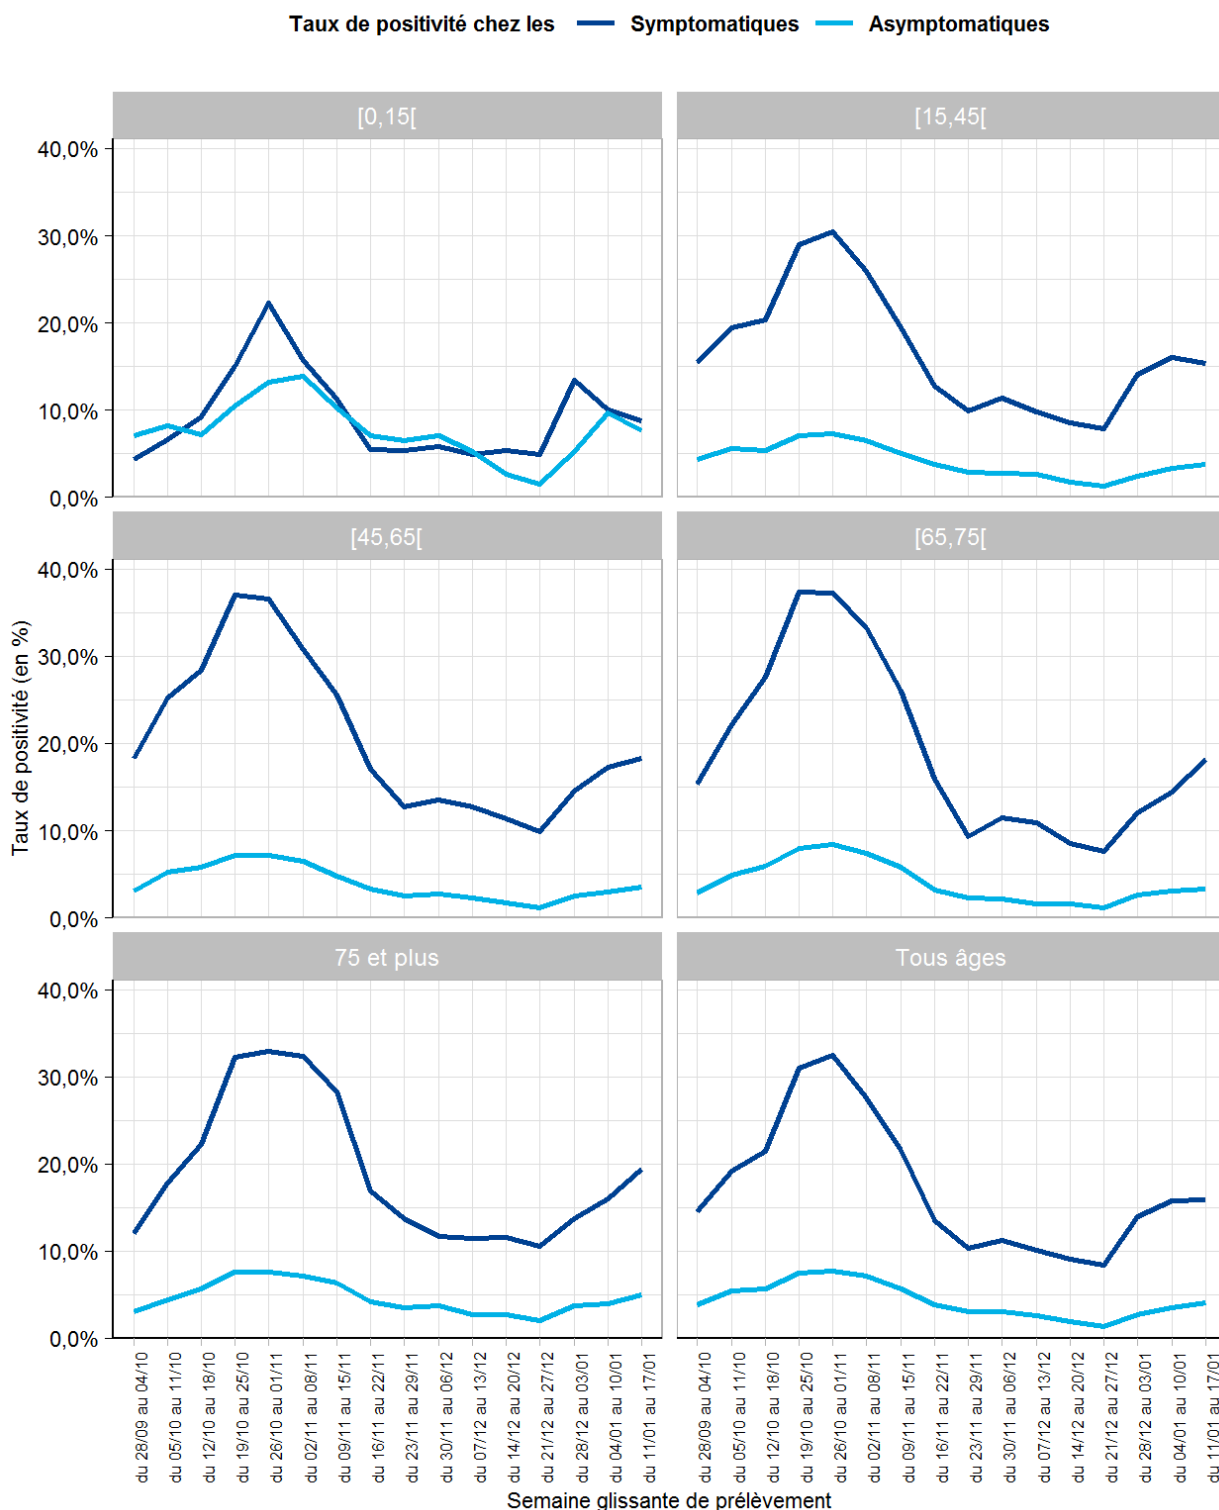 Taux de positivité chez les Symptomatiques Asymptomatiques
[0,15[ [15,45[
40,0%
30,0%
20,0%
10,0%
0,0%
[45,65[ [65,75[
40,0%
30,0%
20,0%
10,0%
0,0%
Taux de positivité (en %)
75 et plus Tous âges
40,0%
30,0%
20,0%
10,0%
0,0%
du 28/09 au 04/10
du 05/10 au 11/10
du 12/10 au 18/10
du 19/10 au 25/10
du 26/10 au 01/11
du 02/11 au 08/11
du 09/11 au 15/11
du 16/11 au 22/11
du 23/11 au 29/11
du 30/11 au 06/12
du 07/12 au 13/12
du 14/12 au 20/12
du 21/12 au 27/12
du 28/12 au 03/01
du 04/01 au 10/01
du 11/01 au 17/01
du 28/09 au 04/10
du 05/10 au 11/10
du 12/10 au 18/10
du 19/10 au 25/10
du 26/10 au 01/11
du 02/11 au 08/11
du 09/11 au 15/11
du 16/11 au 22/11
du 23/11 au 29/11
du 30/11 au 06/12
du 07/12 au 13/12
du 14/12 au 20/12
du 21/12 au 27/12
du 28/12 au 03/01
du 04/01 au 10/01
du 11/01 au 17/01
Semaine glissante de prélèvement